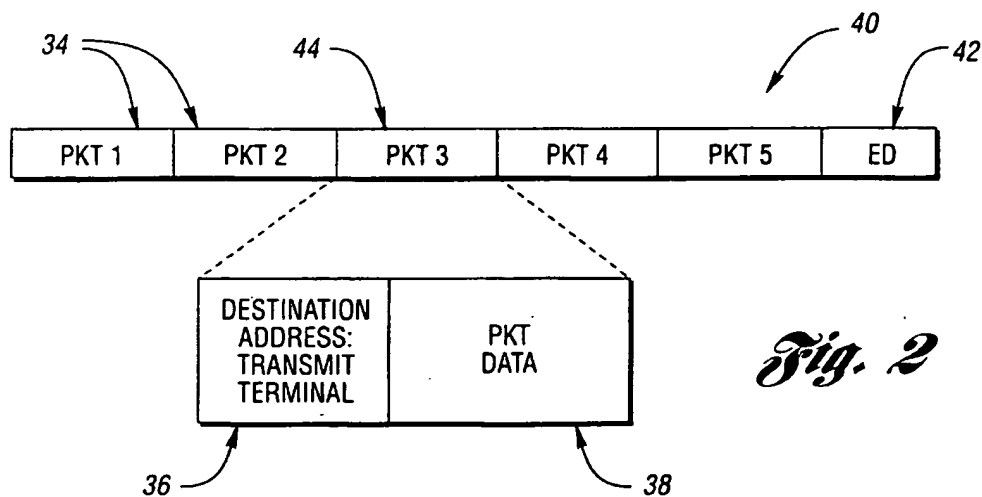 34 44 40 42
PKT 1 PKT 2 PKT 3 PKT 4 PKT 5 ED
DESTINATION
ADDRESS:
TRANSMIT
TERMINAL
PKT
DATA
Fig. 2
36 38